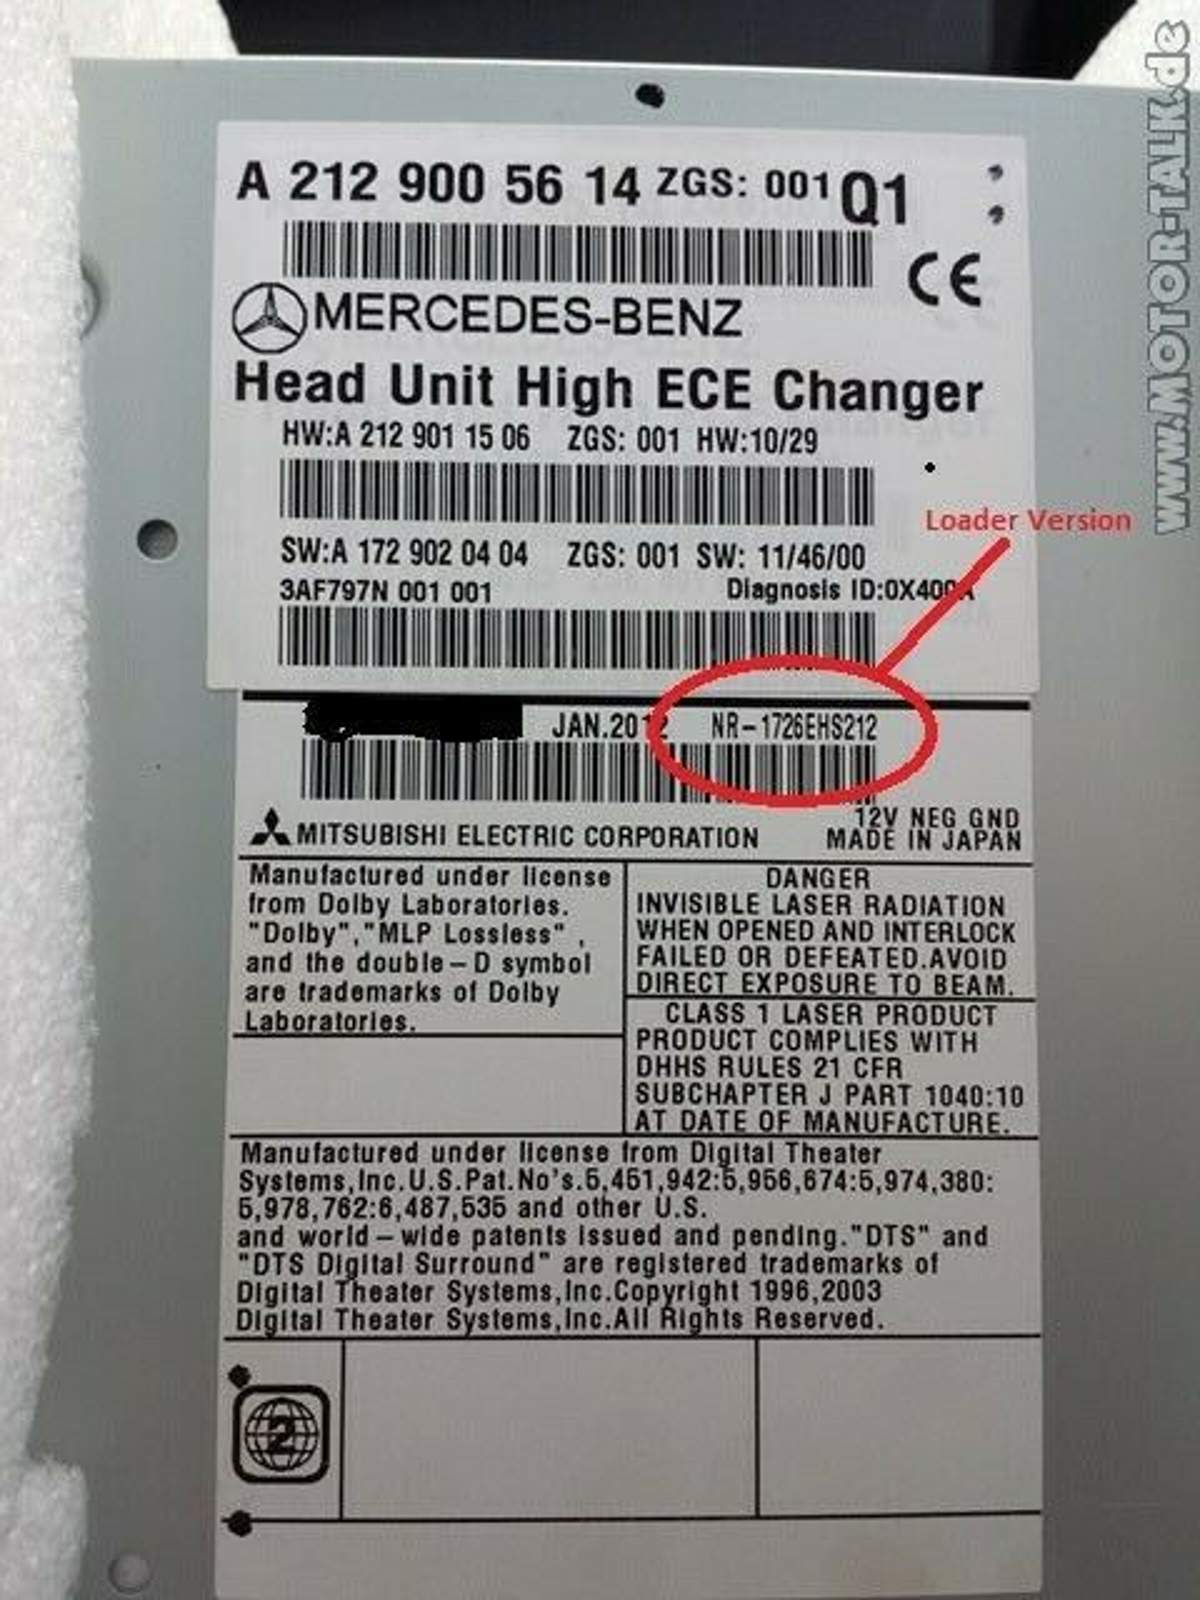 www.MOTOR-TALK.de
A 212 900 56 14 ZGS: 001 Q1
CE
MERCEDES-BENZ
Head Unit High ECE Changer
HW:A 212 901 15 06 ZGS: 001 HW:10/29
Loader Version
SW:A 172 902 04 04 ZGS: 001 SW: 11/46/00
3AF797N 001 001 Diagnosis ID:0X400A
JAN.2012 NR-1726EHS212
12V NEG GND
MITSUBISHI ELECTRIC CORPORATION MADE IN JAPAN
Manufactured under license
from Dolby Laboratories.
"Dolby","MLP Lossless" ,
and the double-D symbol
are trademarks of Dolby
Laboratories.
DANGER
INVISIBLE LASER RADIATION
WHEN OPENED AND INTERLOCK
FAILED OR DEFEATED.AVOID
DIRECT EXPOSURE TO BEAM.
CLASS 1 LASER PRODUCT
PRODUCT COMPLIES WITH
DHHS RULES 21 CFR
SUBCHAPTER J PART 1040:10
AT DATE OF MANUFACTURE.
Manufactured under license from Digital Theater
Systems,Inc.U.S.Pat.No's.5,451,942:5,956,674:5,974,380:
5,978,762:6,487,535 and other U.S.
and world-wide patents issued and pending."DTS" and
"DTS Digital Surround" are registered trademarks of
Digital Theater Systems,Inc.Copyright 1996,2003
Digital Theater Systems,Inc.All Rights Reserved.
2